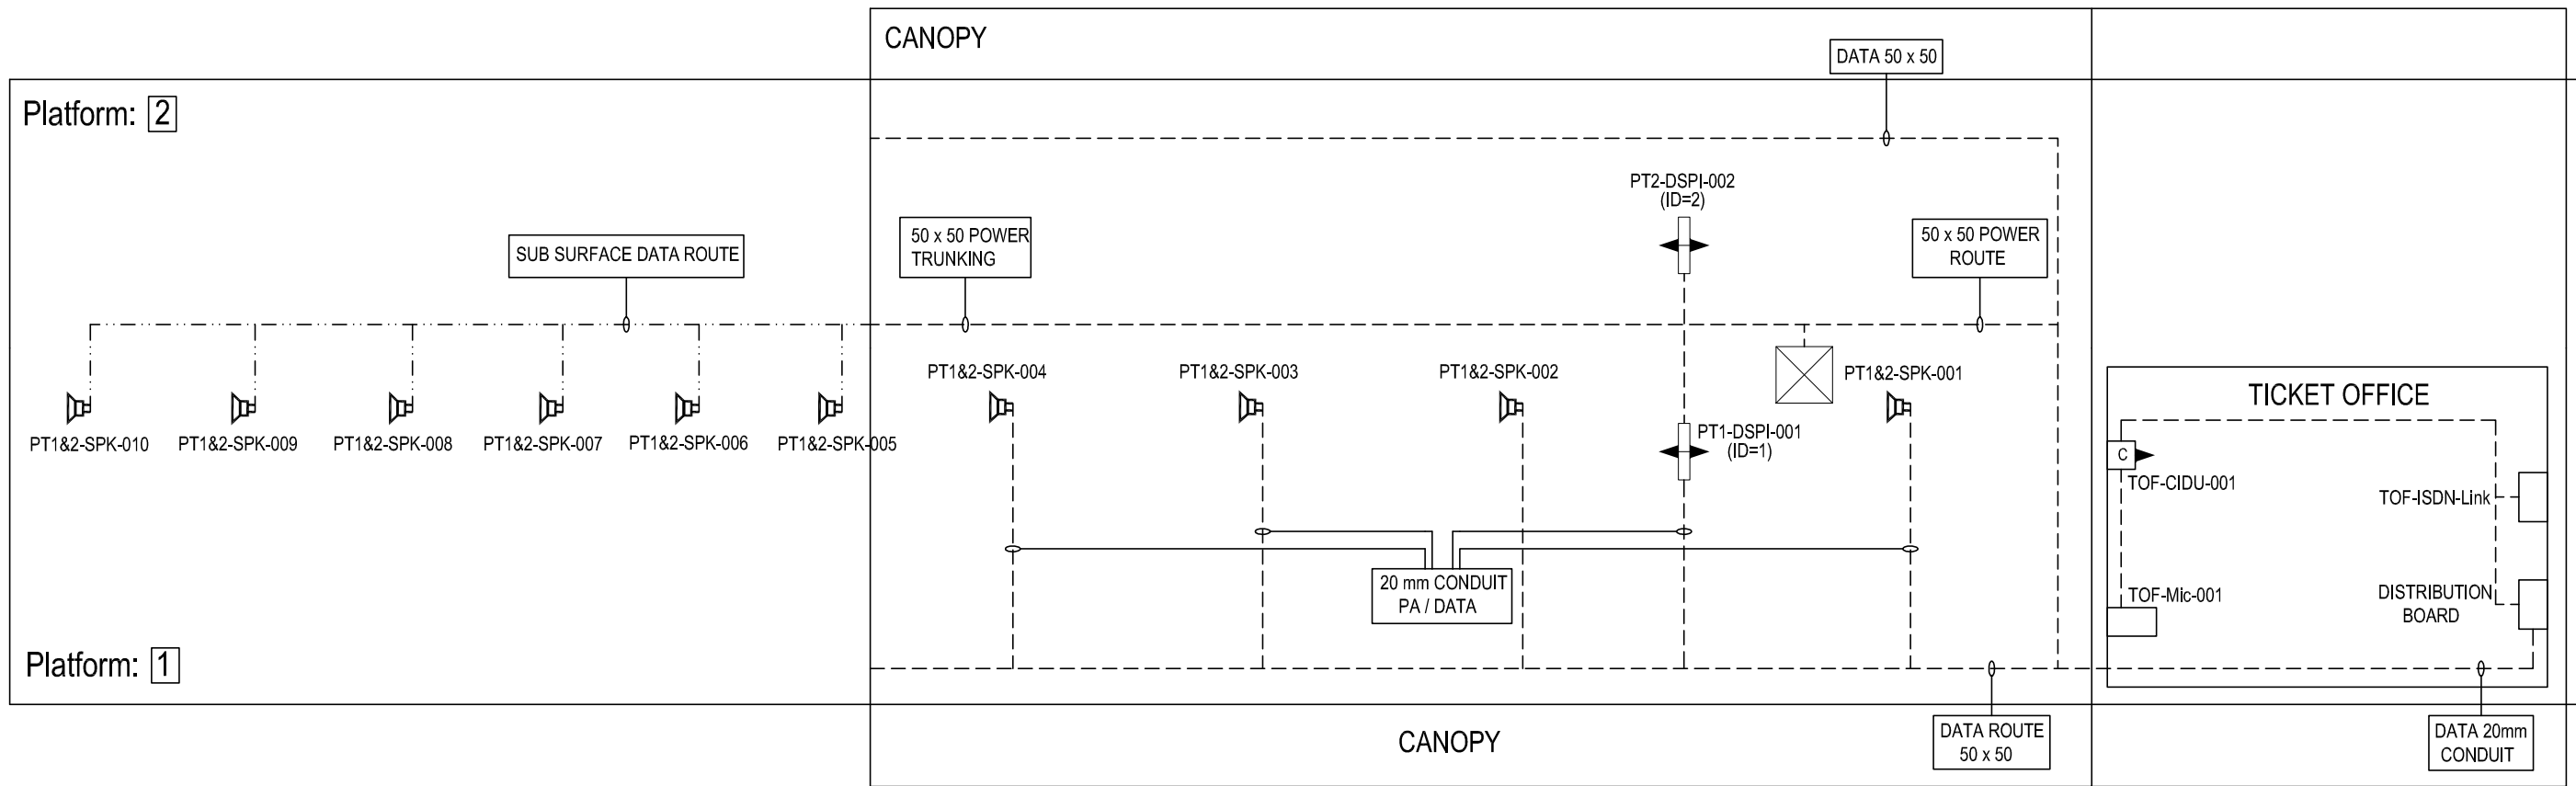 CANOPY
DATA 50 x 50
Platform: 2
PT2-DSPI-002
(ID=2)
SUB SURFACE DATA ROUTE
50 x 50 POWER
TRUNKING
50 x 50 POWER
ROUTE
PT1&2-SPK-004
PT1&2-SPK-003
PT1&2-SPK-002
PT1&2-SPK-001
TICKET OFFICE
PT1&2-SPK-010
PT1&2-SPK-009
PT1&2-SPK-008
PT1&2-SPK-007
PT1&2-SPK-006
PT1&2-SPK-005
PT1-DSPI-001
(ID=1)
C
TOF-CIDU-001
TOF-ISDN-Link
20 mm CONDUIT
PA / DATA
TOF-Mic-001
DISTRIBUTION
BOARD
Platform: 1
CANOPY
DATA ROUTE
50 x 50
DATA 20mm
CONDUIT